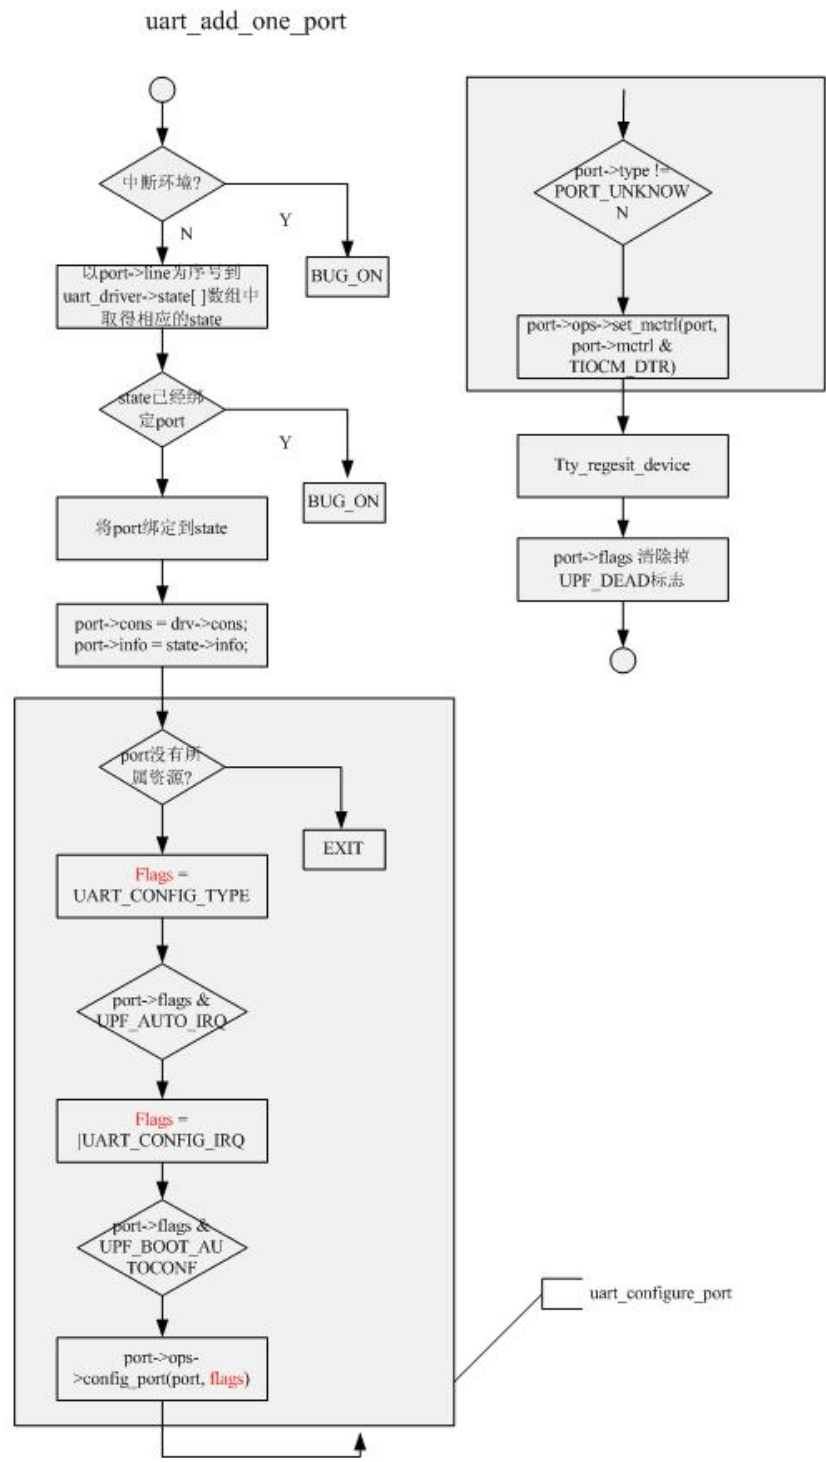 uart_add_one_port
中断环境?
N
Y
BUG_ON
以port->line为序号到
uart_driver->state[ ]数组中
取得相应的state
state已经绑
定port
Y
BUG_ON
将port绑定到state
port->cons = drv->cons;
port->info = state->info;
port没有所
属资源?
EXIT
Flags =
UART_CONFIG_TYPE
port->flags &
UPF_AUTO_IRQ
Flags =
|UART_CONFIG_IRQ
port->flags &
UPF_BOOT_AU
TOCONF
port->ops-
>config_port(port, flags)
port->type !=
PORT_UNKNOW
N
port->ops->set_mctrl(port,
port->mctrl &
TIOCM_DTR)
Tty_regesit_device
port->flags 清除掉
UPF_DEAD标志
uart_configure_port